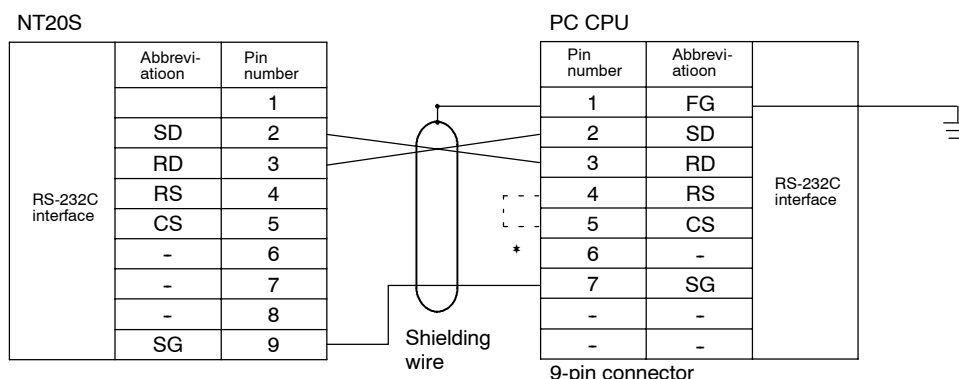 NT20S
PC CPU
Abbrevi-
atioon
Pin
number
Pin
number
Abbrevi-
atioon
1
1
FG
SD
2
2
SD
RD
3
3
RD
RS
4
4
RS
CS
5
5
CS
-
6
6
-
-
7
7
SG
-
8
-
-
SG
9
-
-
RS-232C
interface
RS-232C
interface
*
Shielding
wire
9-pin connector